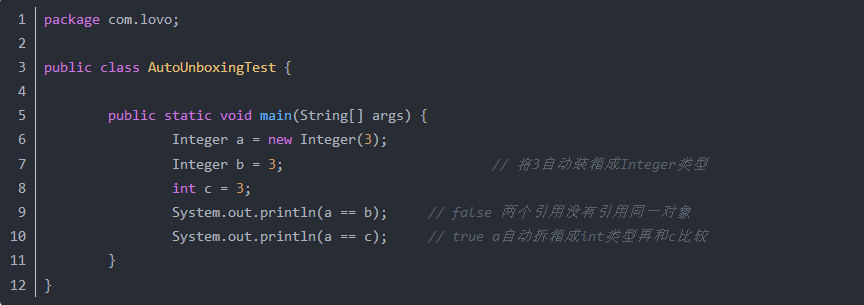 1 package com.lovo;
2
3 public class AutoUnboxingTest {
4
5 public static void main(String[] args) {
6 Integer a = new Integer(3);
7 Integer b = 3; // 将3自动装箱成Integer类型
8 int c = 3;
9 System.out.println(a == b); // false 两个引用没有引用同一对象
10 System.out.println(a == c); // true a自动拆箱成int类型再和c比较
11 }
12 }